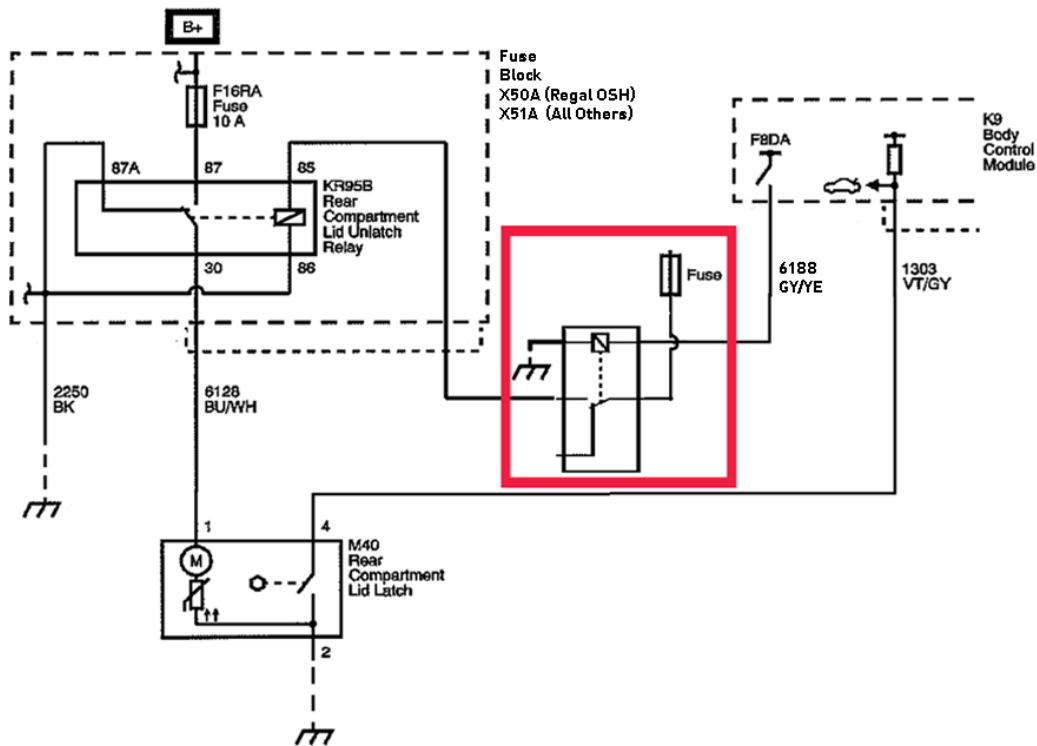 B+
Fuse
Block
X50A (Regal OSH)
X51A (All Others)
F16RA
Fuse
10 A
87A
87
85
KR95B
Rear
Compartment
Lid Unlatch
Relay
30
86
K9
Body
Control
Module
F8DA
Fuse
6188
GY/YE
1303
VT/GY
2250
BK
6128
BU/WH
1
4
M40
Rear
Compartment
Lid Latch
M
2